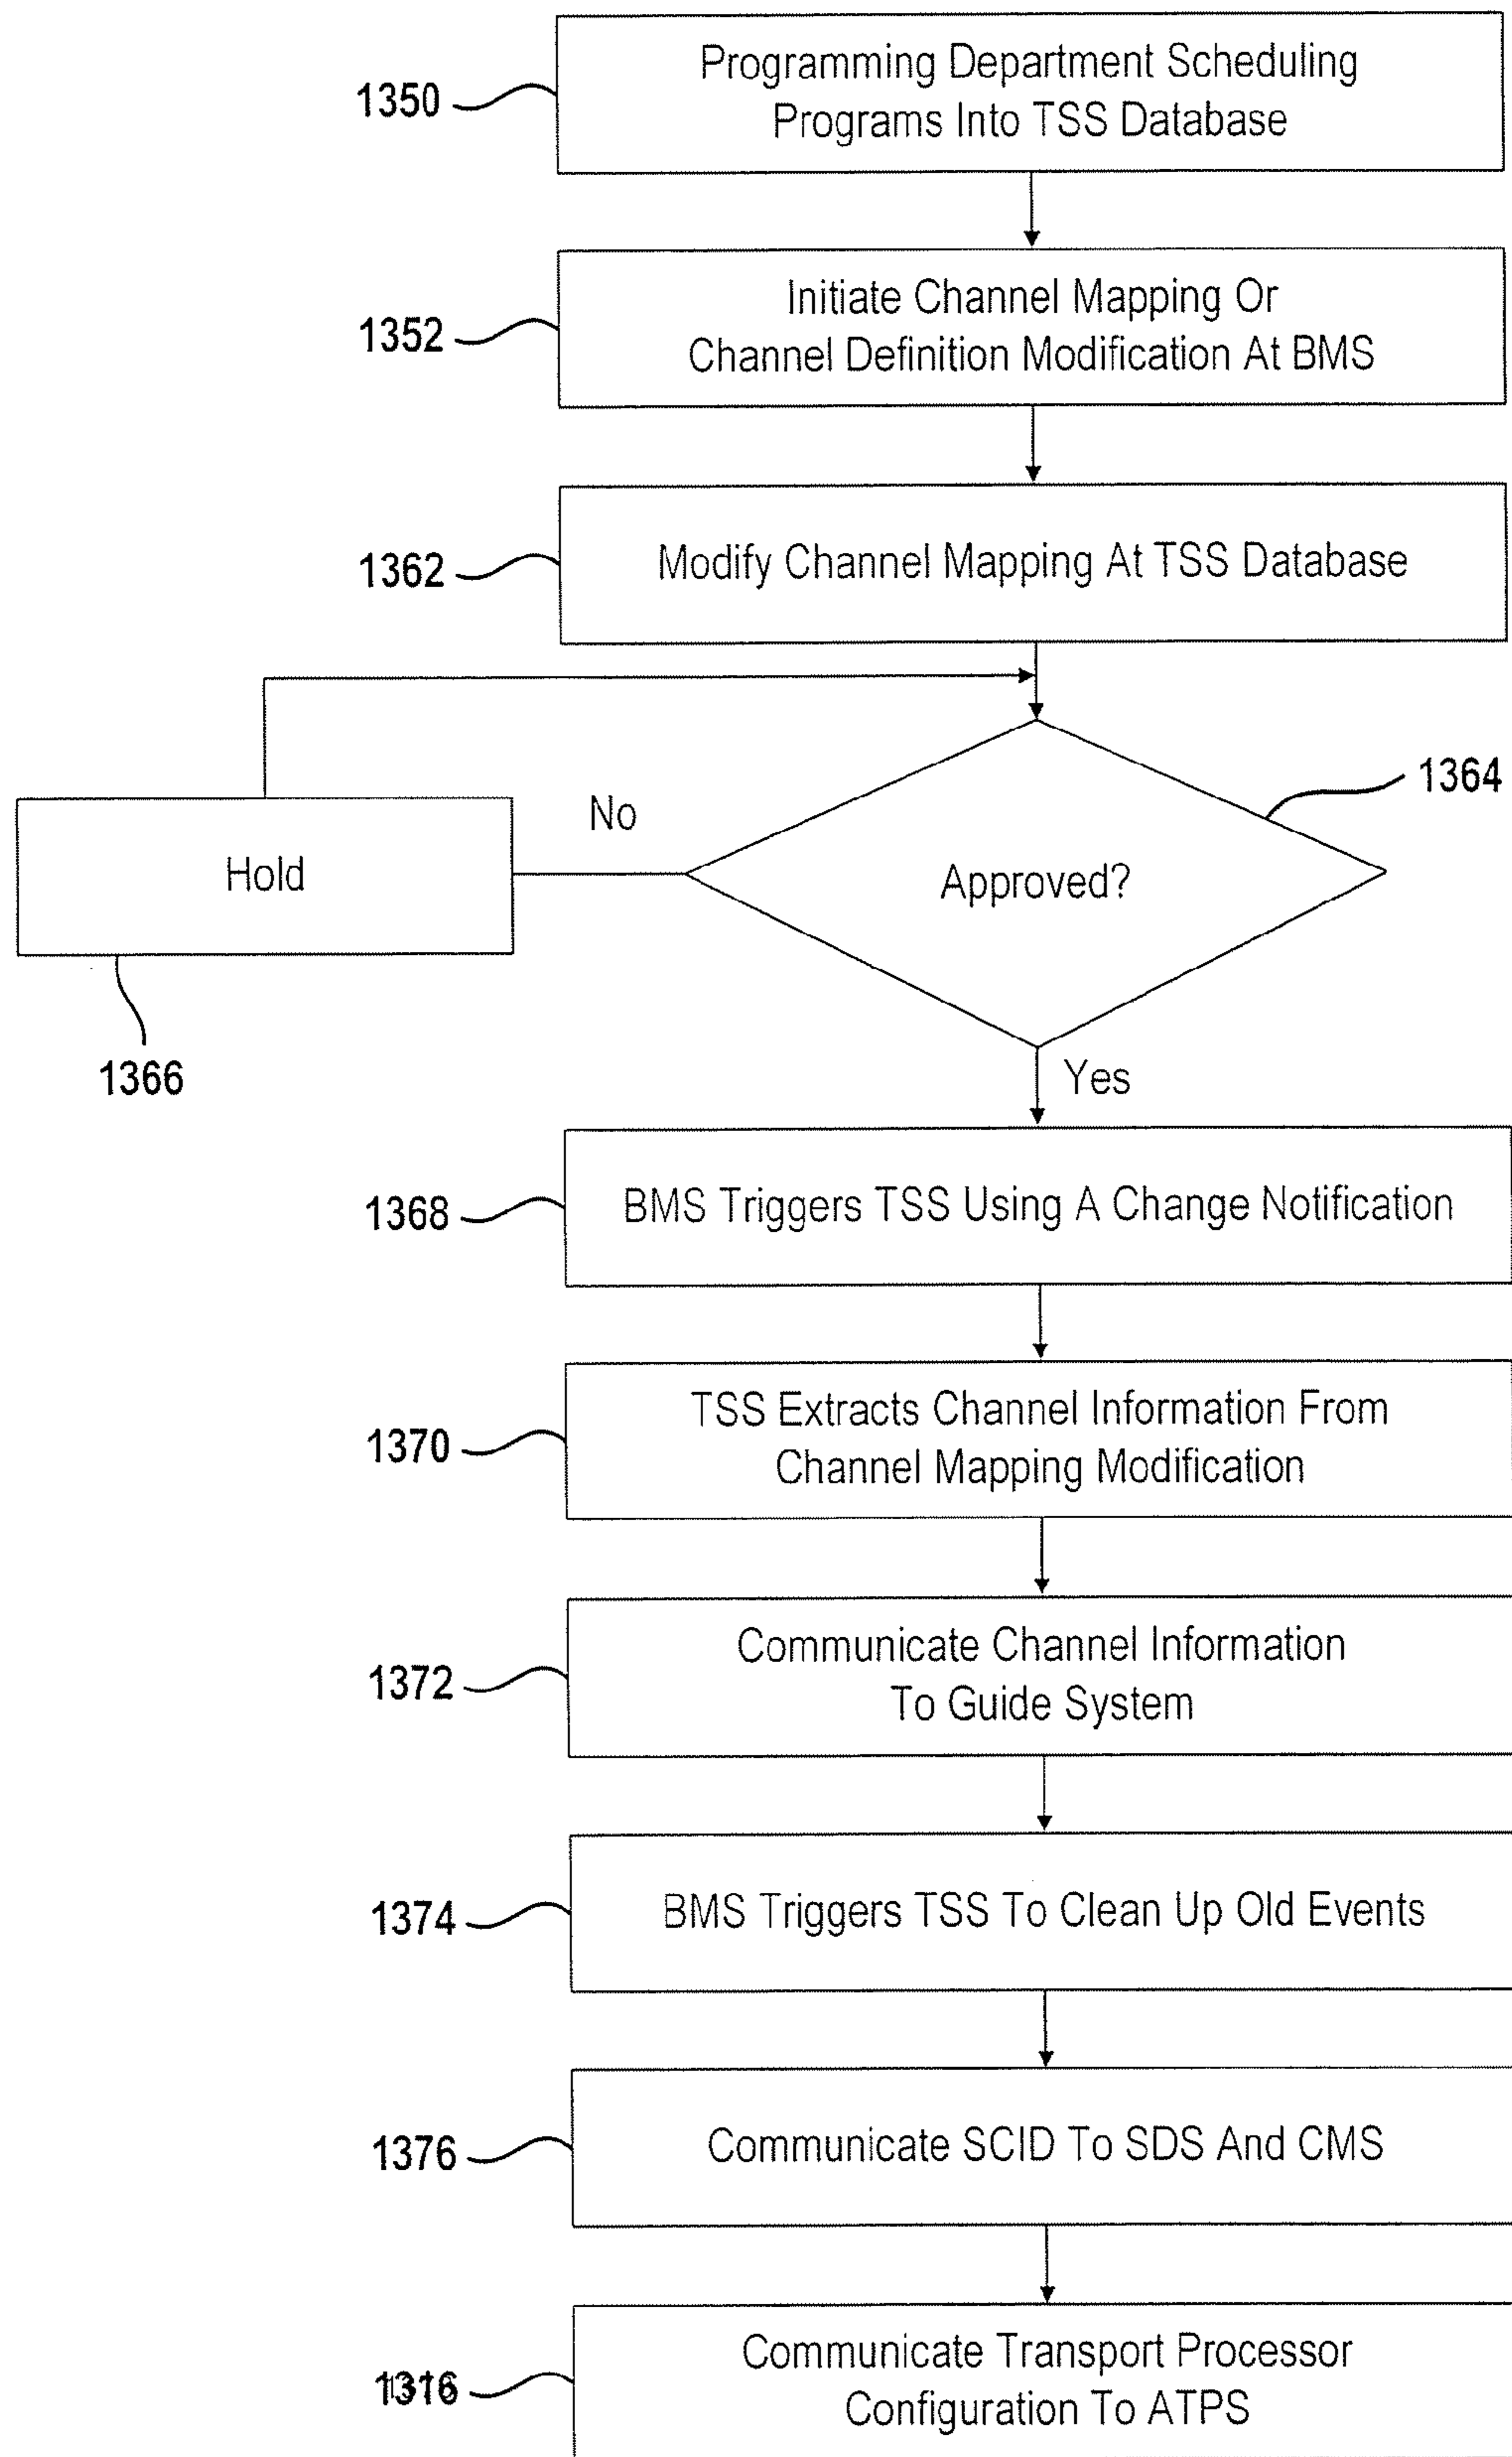 1350
Programming Department Scheduling
Programs Into TSS Database
1352
Initiate Channel Mapping Or
Channel Definition Modification At BMS
1362
Modify Channel Mapping At TSS Database
1364
No
Hold
Approved?
1366
Yes
1368
BMS Triggers TSS Using A Change Notification
1370
TSS Extracts Channel Information From
Channel Mapping Modification
1372
Communicate Channel Information
To Guide System
1374
BMS Triggers TSS To Clean Up Old Events
1376
Communicate SCID To SDS And CMS
Communicate Transport Processor
Configuration To ATPS